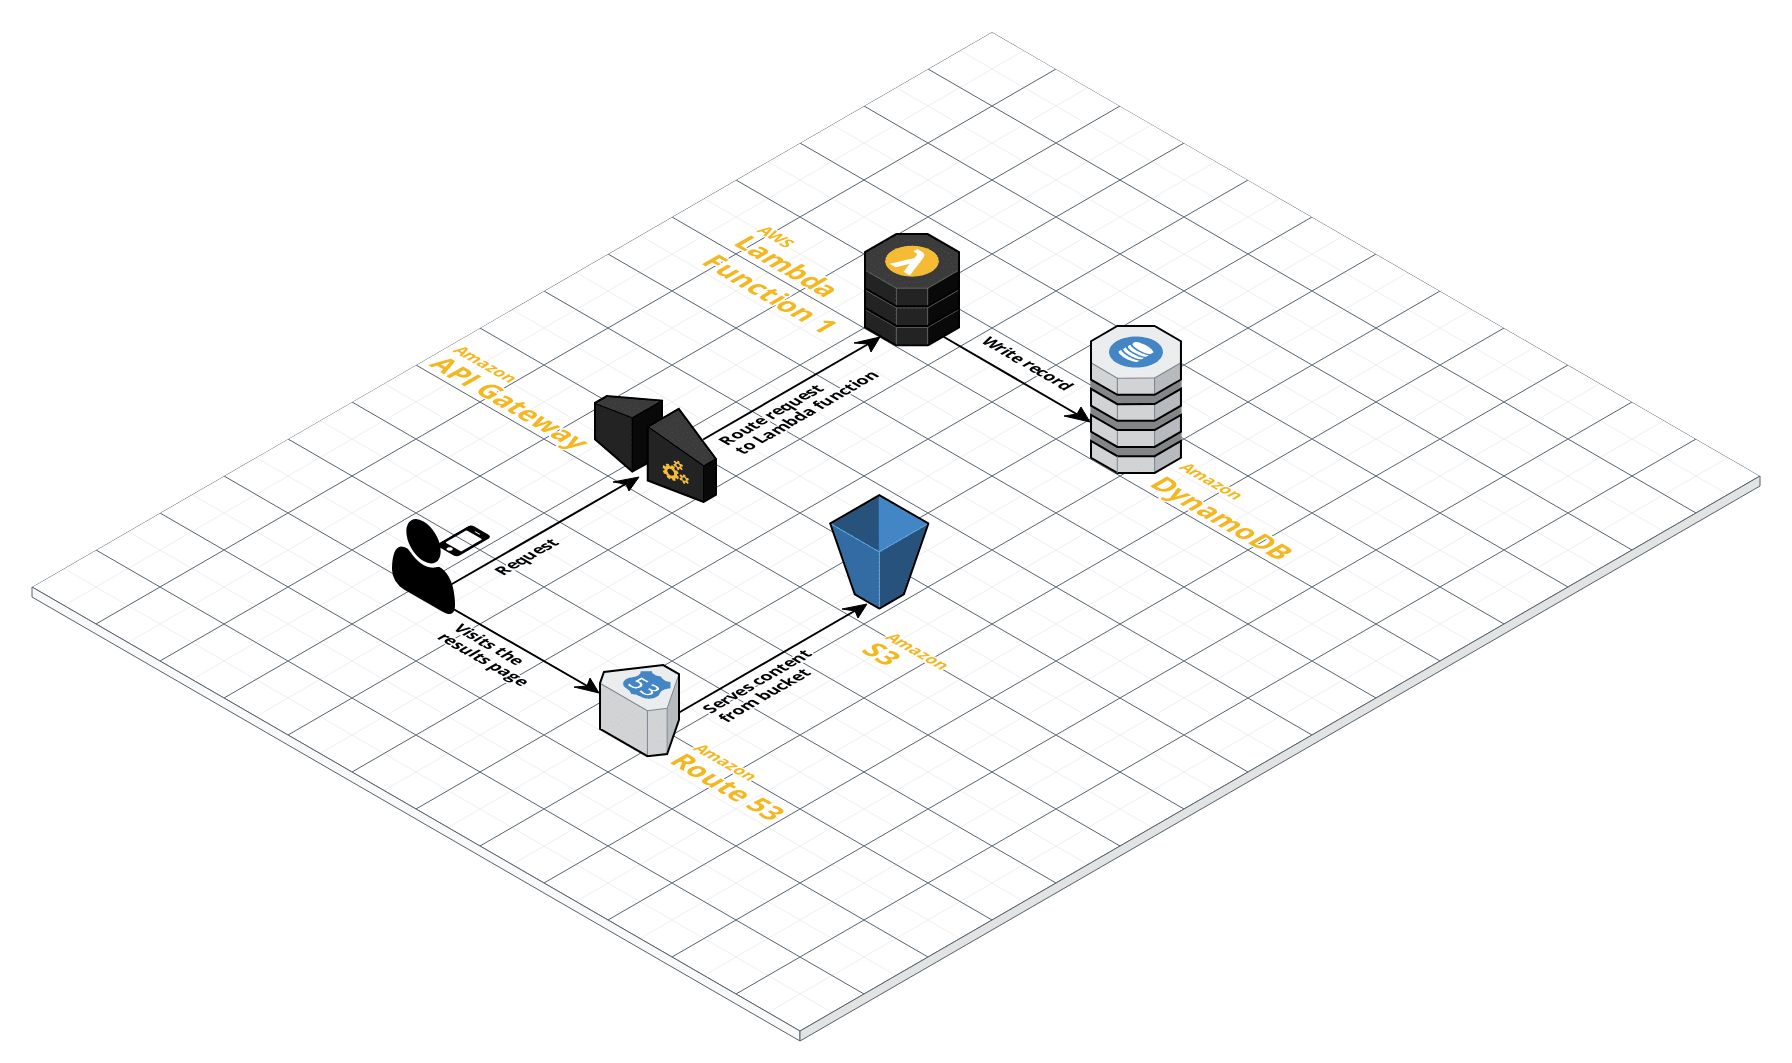 AWS
Lambda
Function 1
Write record
Amazon
API Gateway
Route request
to Lambda function
Amazon
DynamoDB
Request
Visits the
results page
Amazon
S3
53
Serves content
from bucket
Amazon
Route 53